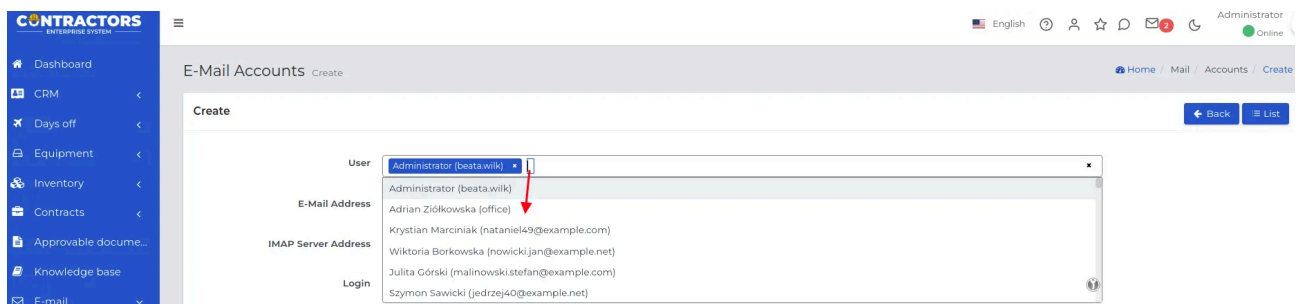 CONTRACTORS
ENTERPRISE SYSTEM
English
2
Administrator
Online
Dashboard
CRM
Days off
Equipment
Inventory
Contracts
Approvable docume...
Knowledge base
E-mail
E-Mail Accounts Create
Home / Mail / Accounts / Create
Create
Back
List
User
Administrator (beata.wilk) ×
Administrator (beata.wilk)
E-Mail Address
Adrian Ziółkowska (office)
Krystian Marciniak (nataniel49@example.com)
IMAP Server Address
Wiktoria Borkowska (nowicki.jan@example.net)
Julita Górski (malinowski.stefan@example.com)
Login
Szymon Sawicki (jedrzej40@example.net)